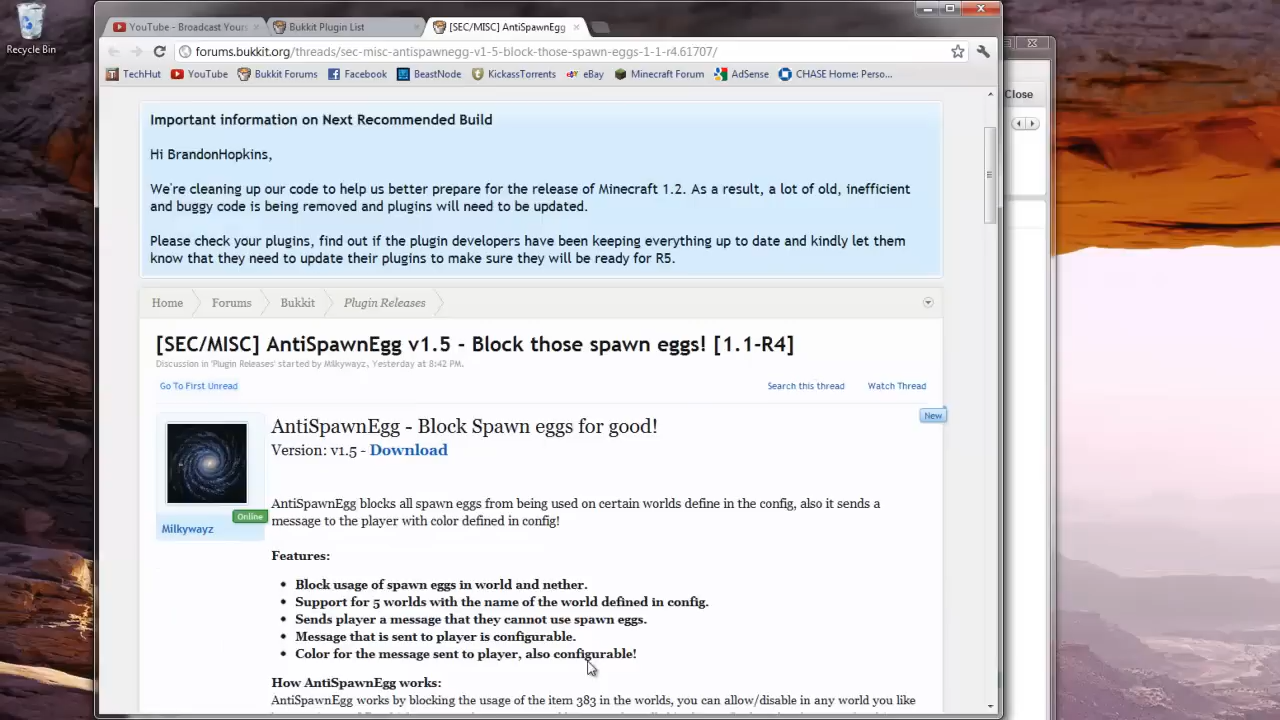 Recycle Bin
YouTube - Broadcast Yours
Bukkit Plugin List
[SEC/MISC] AntiSpawnEgg
forums.bukkit.org/threads/sec-misc-antispawnegg-v1-5-block-those-spawn-eggs-1-1-r4.61707/
TechHut YouTube Bukkit Forums Facebook BeastNode KickassTorrents eBay Minecraft Forum AdSense CHASE Home: Perso...
Close
Important information on Next Recommended Build
Hi BrandonHopkins,
We're cleaning up our code to help us better prepare for the release of Minecraft 1.2. As a result, a lot of old, inefficient
and buggy code is being removed and plugins will need to be updated.
Please check your plugins, find out if the plugin developers have been keeping everything up to date and kindly let them
know that they need to update their plugins to make sure they will be ready for R5.
Home Forums Bukkit Plugin Releases
[SEC/MISC] AntiSpawnEgg v1.5 - Block those spawn eggs! [1.1-R4]
Discussion in 'Plugin Releases' started by Milkywayz, Yesterday at 8:42 PM.
Go To First Unread Search this thread Watch Thread
New
AntiSpawnEgg - Block Spawn eggs for good!
Version: v1.5 - Download
AntiSpawnEgg blocks all spawn eggs from being used on certain worlds define in the config, also it sends a
message to the player with color defined in config!
Online
Milkywayz
Features:
• Block usage of spawn eggs in world and nether.
• Support for 5 worlds with the name of the world defined in config.
• Sends player a message that they cannot use spawn eggs.
• Message that is sent to player is configurable.
• Color for the message sent to player, also configurable!
How AntiSpawnEgg works:
AntiSpawnEgg works by blocking the usage of the item 383 in the worlds, you can allow/disable in any world you like